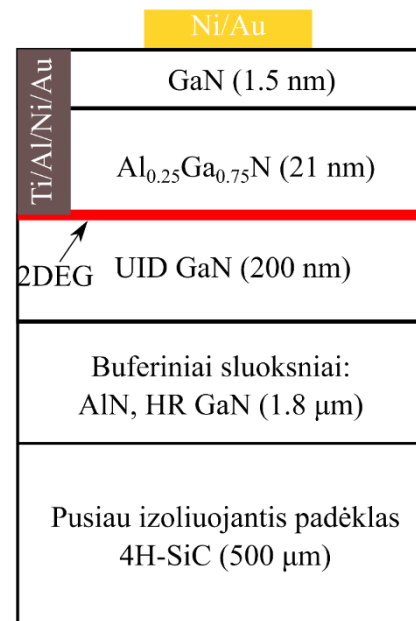 Ni/Au
Ti/Al/Ni/Au
GaN (1.5 nm)
Al₀.₂₅Ga₀.₇₅N (21 nm)
2DEG
UID GaN (200 nm)
Buferiniai sluoksniai:
AlN, HR GaN (1.8 μm)
Pusiau izoliuojantis padėklas
4H-SiC (500 μm)